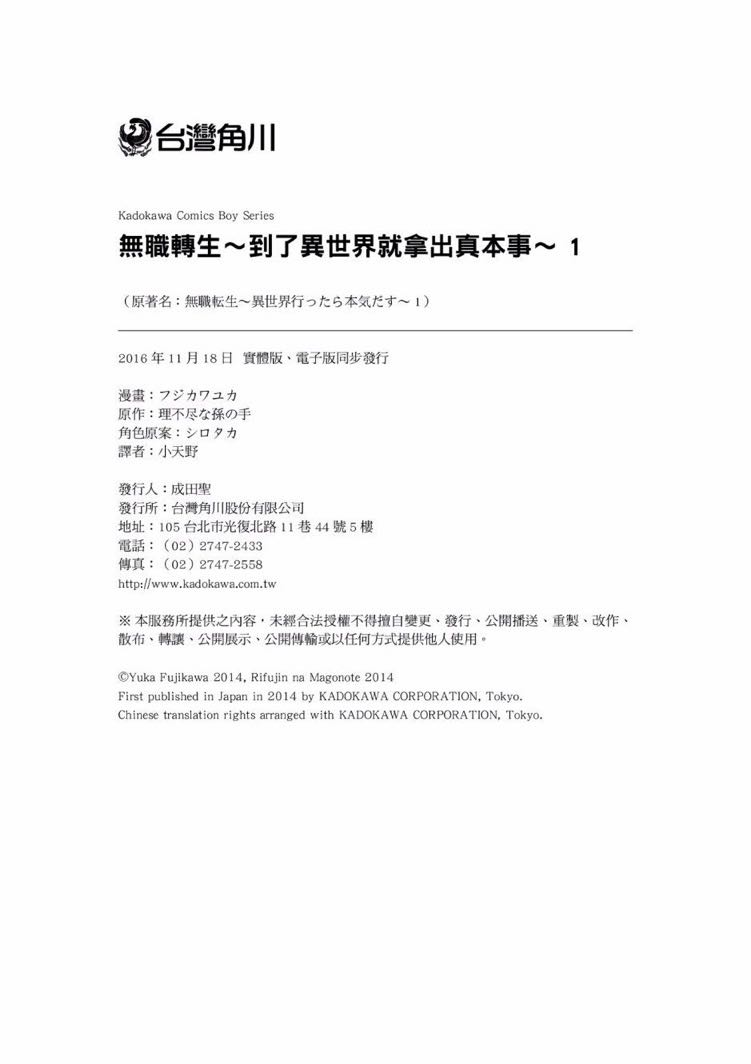 台灣角川
Kadokawa Comics Boy Series
無職轉生～到了異世界就拿出真本事～ 1
（原著名：無職転生～異世界行ったら本気だす～ 1）
2016 年 11 月 18 日 實體版、電子版同步發行
漫畫：フジカワユカ
原作：理不尽な孫の手
角色原案：シロタカ
譯者：小天野
發行人：成田聖
發行所：台灣角川股份有限公司
地址：105 台北市光復北路 11 巷 44 號 5 樓
電話：（02）2747-2433
傳真：（02）2747-2558
http://www.kadokawa.com.tw
※ 本服務所提供之內容，未經合法授權不得擅自變更、發行、公開播送、重製、改作、
散布、轉讓、公開展示、公開傳輸或以任何方式提供他人使用。
©Yuka Fujikawa 2014, Rifujin na Magonote 2014
First published in Japan in 2014 by KADOKAWA CORPORATION, Tokyo.
Chinese translation rights arranged with KADOKAWA CORPORATION, Tokyo.